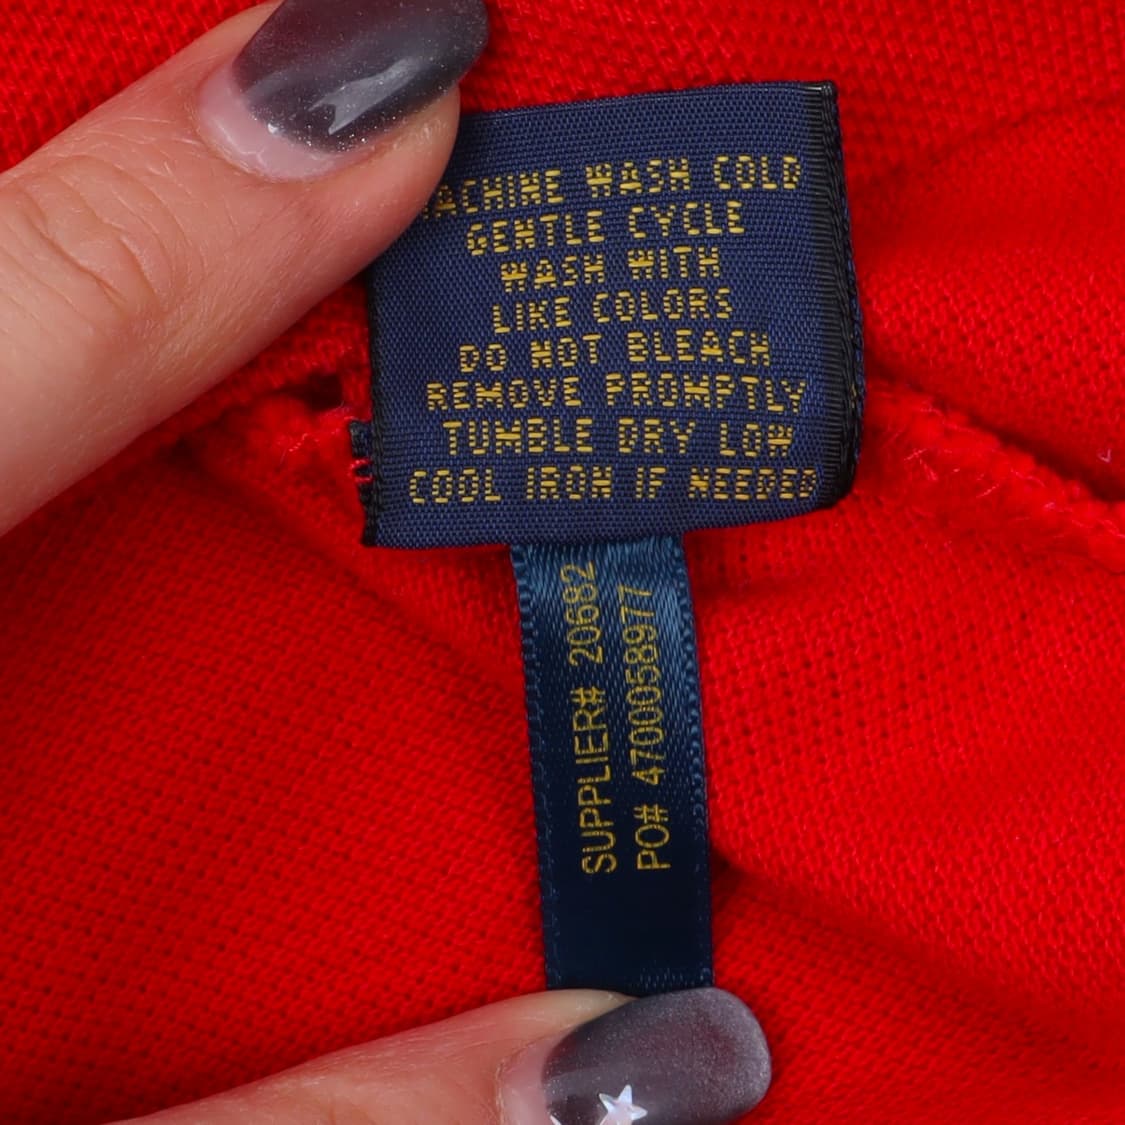 MACHINE WASH COLD
GENTLE CYCLE
WASH WITH
LIKE COLORS
DO NOT BLEACH
REMOVE PROMPTLY
TUMBLE DRY LOW
COOL IRON IF NEEDED
SUPPLIER# 20682
PO# 4700058977